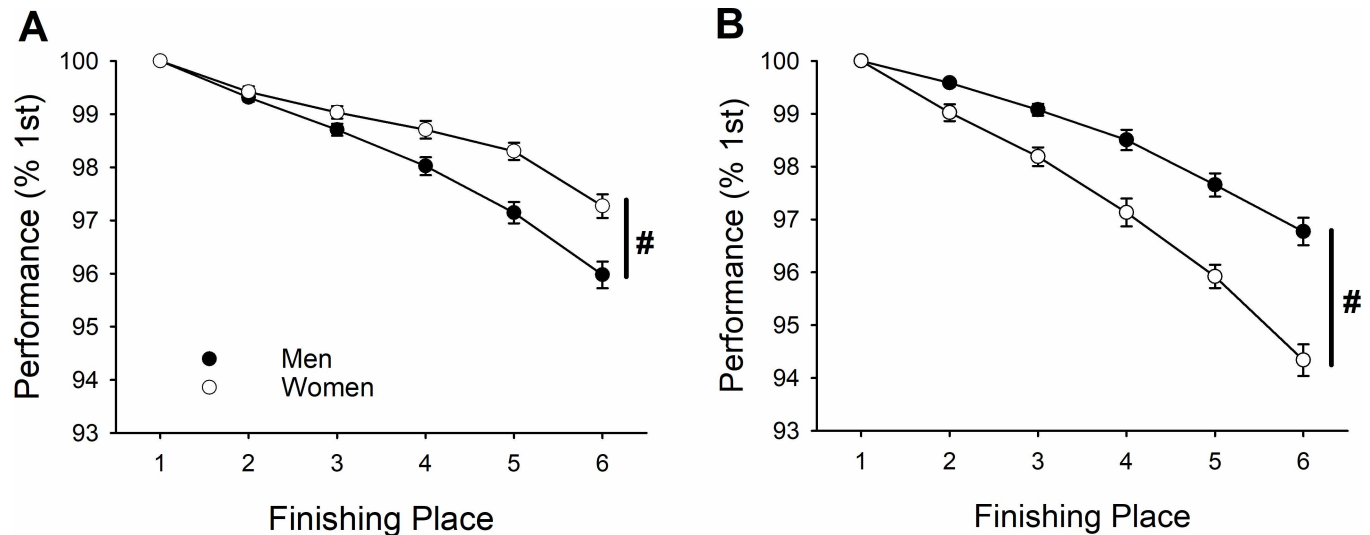 A
Performance (% 1st)
100
99
98
97
96
95
94
93
1 2 3 4 5 6
Finishing Place
Men
Women
#
B
Performance (% 1st)
100
99
98
97
96
95
94
93
1 2 3 4 5 6
Finishing Place
#